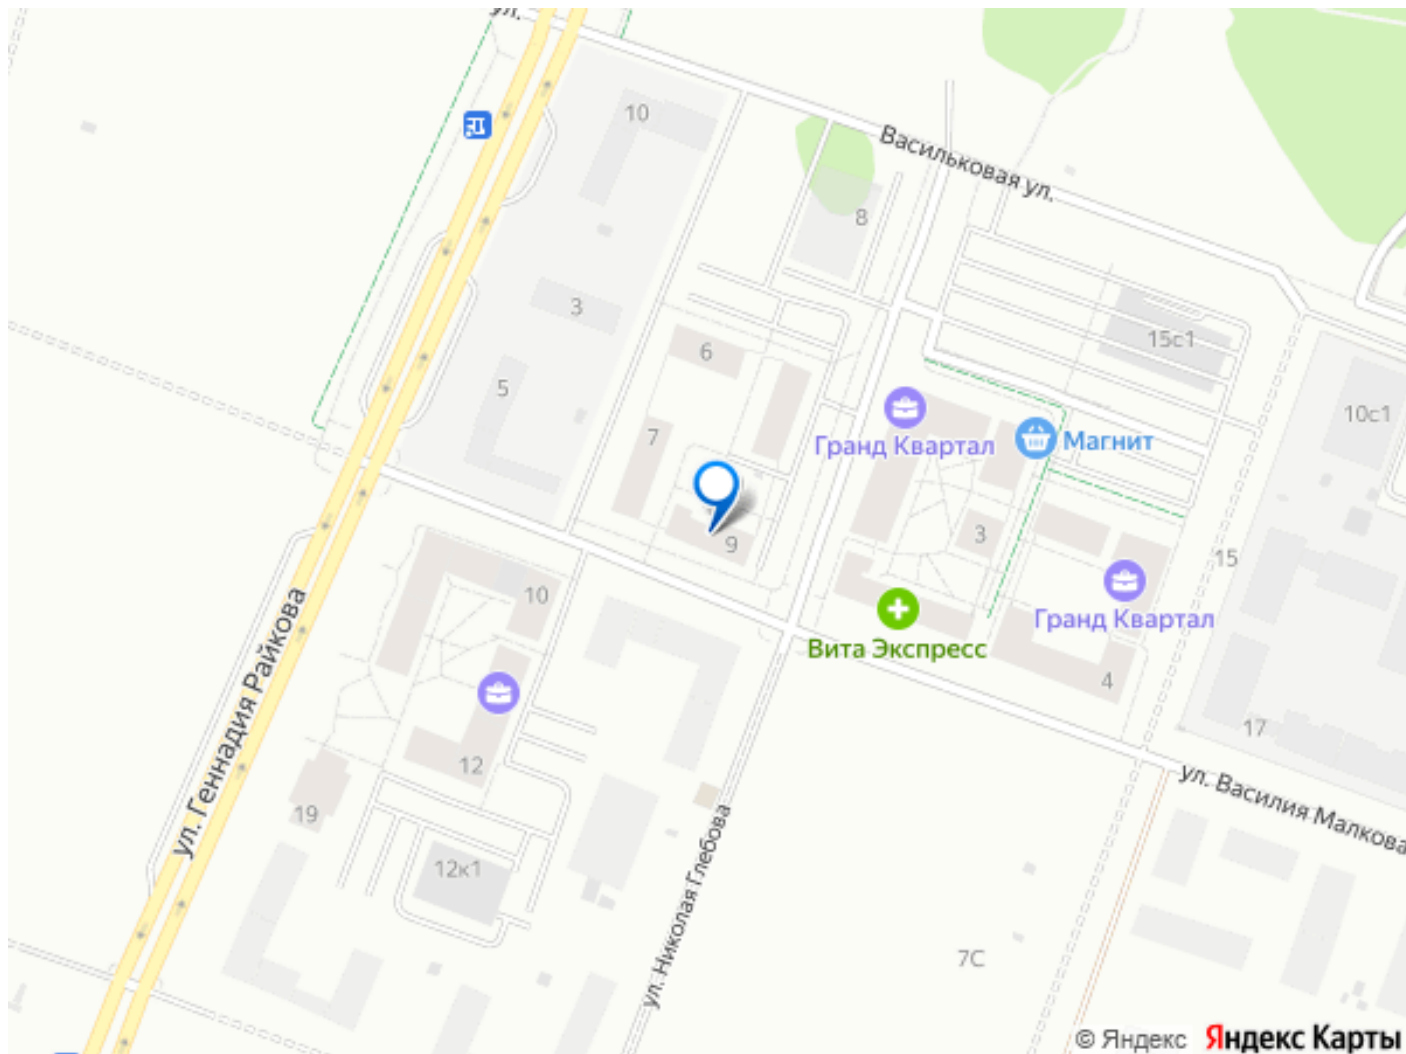 ул.
10
Васильковая ул.
8
3
15с1
6
5
10с1
7
Гранд Квартал
Магнит
3
9
15
10
Гранд Квартал
Вита Экспресс
4
ул. Геннадия Райкова
17
12
ул. Василия Малкова
19
12к1
ул. Николая Глебова
7С
© Яндекс Яндекс Карты